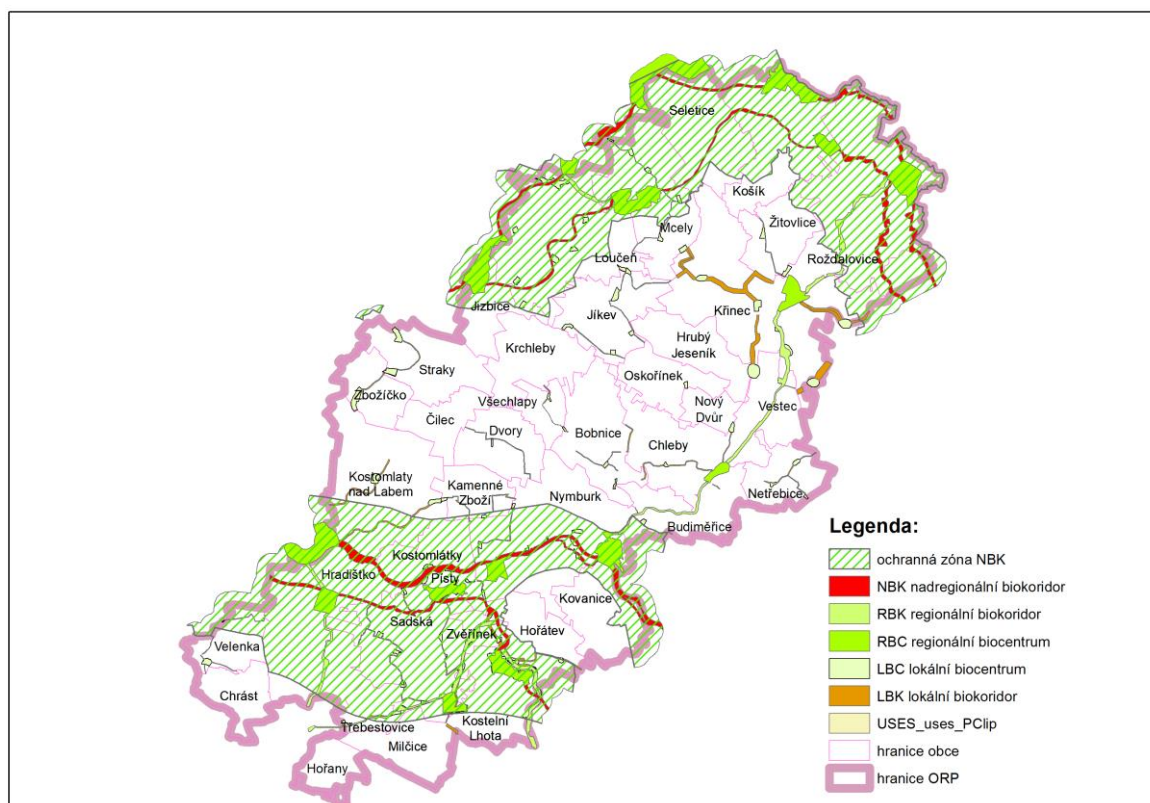 Seletice
Košík
Žitovlice
Mcely
Rožďalovice
Loučeň
Jizbice
Jíkev
Křinec
Hrubý
Jeseník
Krchleby
Straky
Oskořínek
Zbožíčko
Všechlapy
Nový
Dvůr
Vestec
Čilec
Dvory
Bobnice
Chleby
Kostomlaty
nad Labem
Kamenné
Zboží
Nymburk
Netřebice
Budiměřice
Kostomlátky
Hradištko
Písty
Kovanice
Sadská
Zvěřínek
Hořátev
Velenka
Chrást
Třebestovice
Kostelní
Lhota
Milčice
Hořany
Legenda:
ochranná zóna NBK
NBK nadregionální biokoridor
RBK regionální biokoridor
RBC regionální biocentrum
LBC lokální biocentrum
LBK lokální biokoridor
USES_uses_PClip
hranice obce
hranice ORP